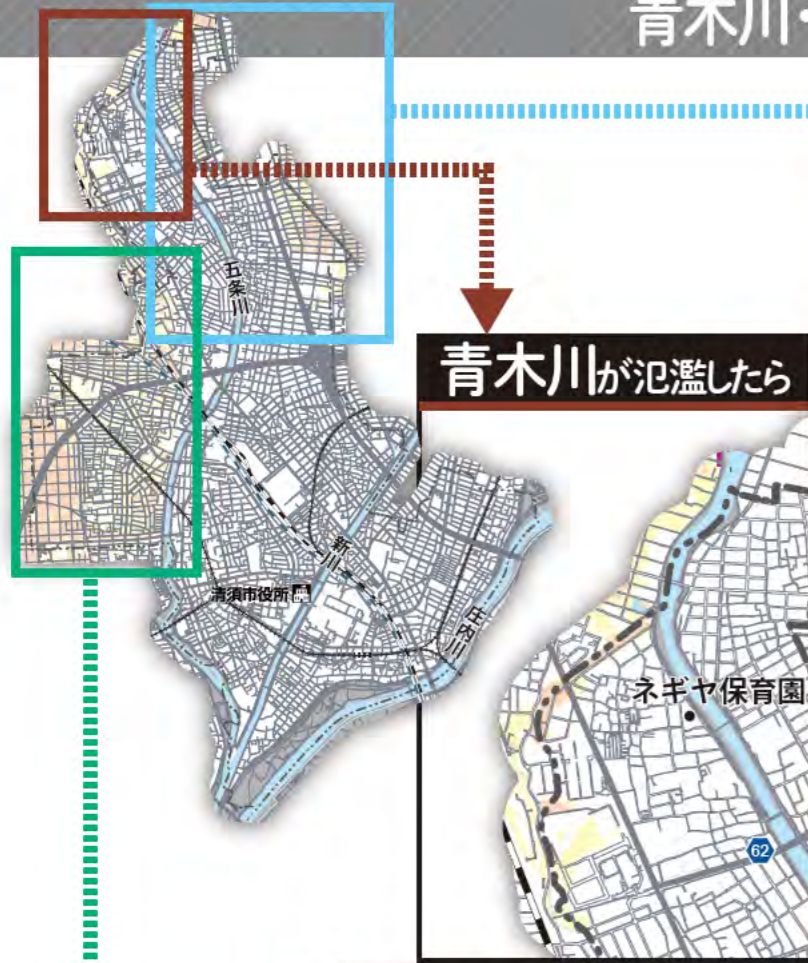 青木川・
五条川
青木川が氾濫したら
新川
清須市役所
庄内川
ネギヤ保育園
62